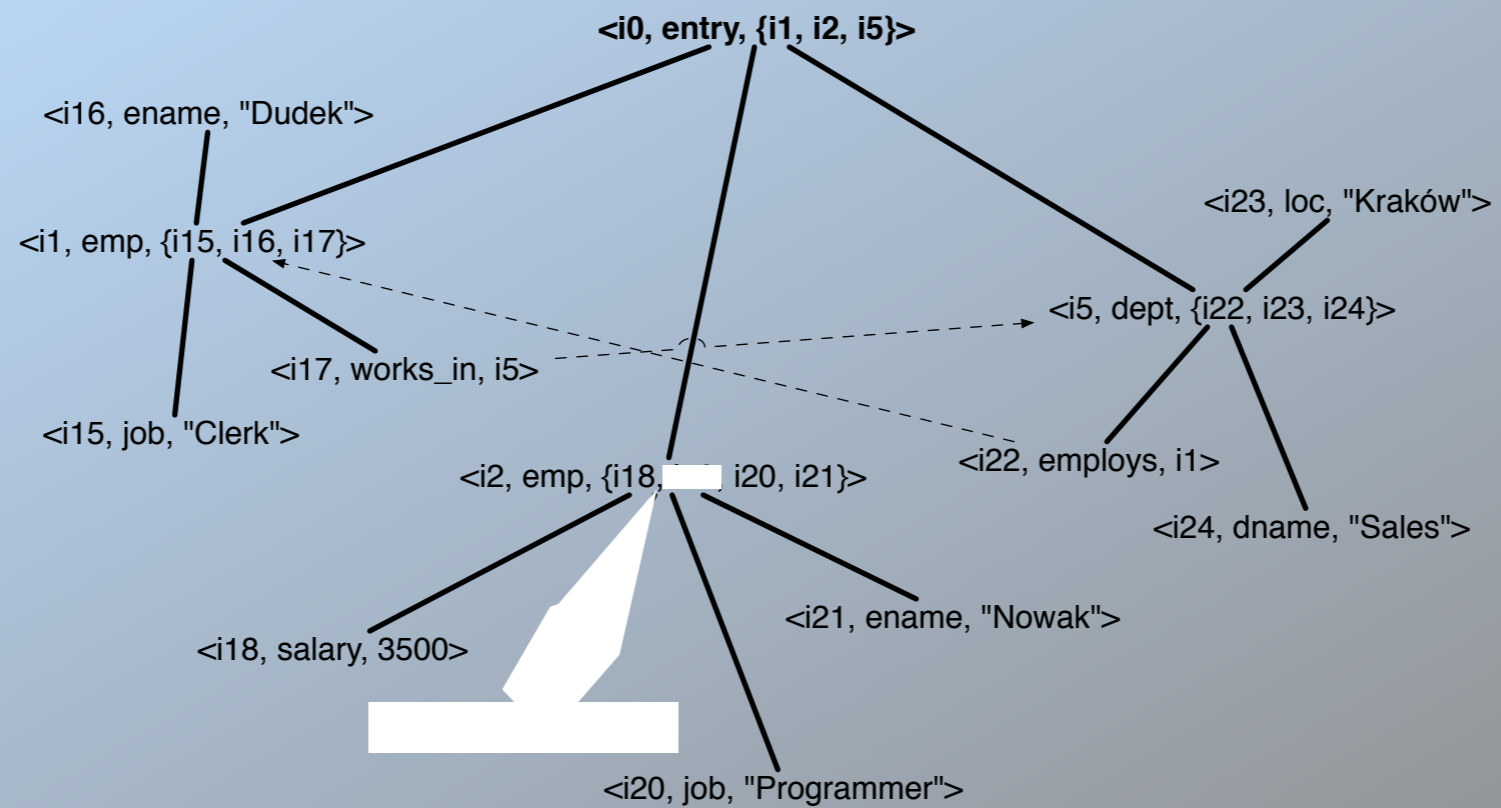 <i0, entry, {i1, i2, i5}>
<i16, ename, "Dudek">
<i23, loc, "Kraków">
<i1, emp, {i15, i16, i17}>
<i5, dept, {i22, i23, i24}>
<i17, works_in, i5>
<i15, job, "Clerk">
<i22, employs, i1>
<i2, emp, {i18, i20, i21}>
<i24, dname, "Sales">
<i21, ename, "Nowak">
<i18, salary, 3500>
<i20, job, "Programmer">